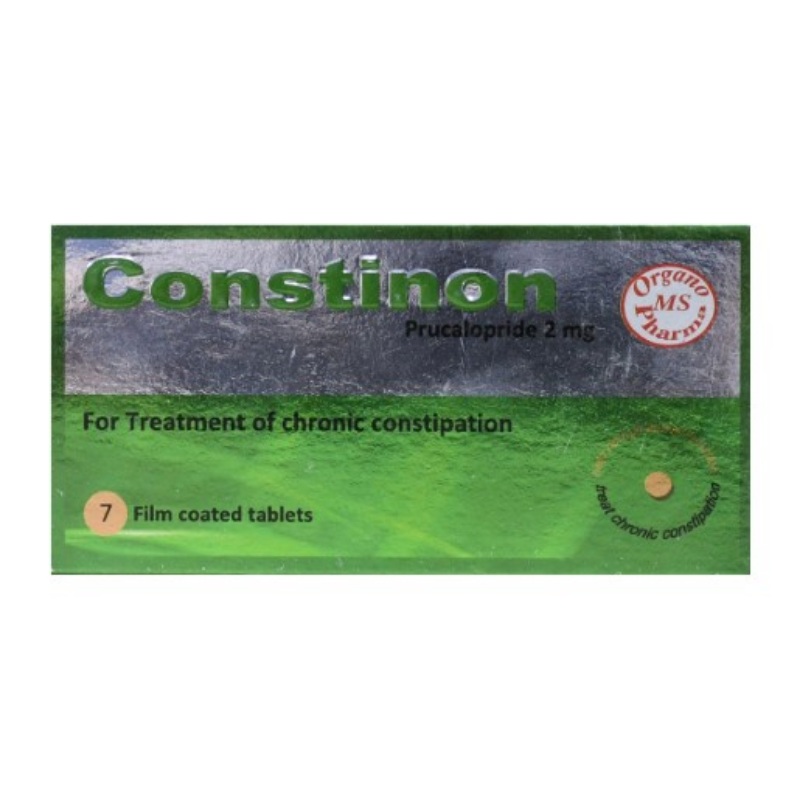 Constinon
Prucalopride 2 mg
Organo
MS
Pharma
For Treatment of chronic constipation
7 Film coated tablets
treat chronic constipation